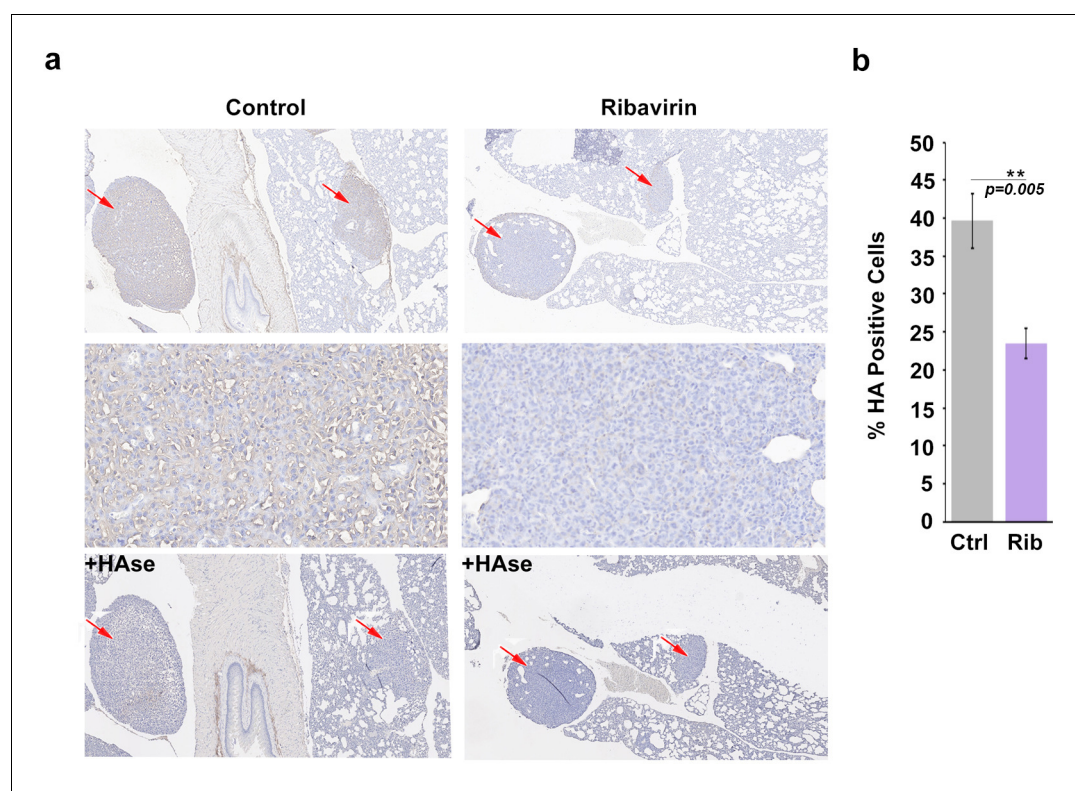 a
b
Control
Ribavirin
+HAse
+HAse
% HA Positive Cells
50
45
40
35
30
25
20
15
10
5
0
**
p=0.005
Ctrl
Rib